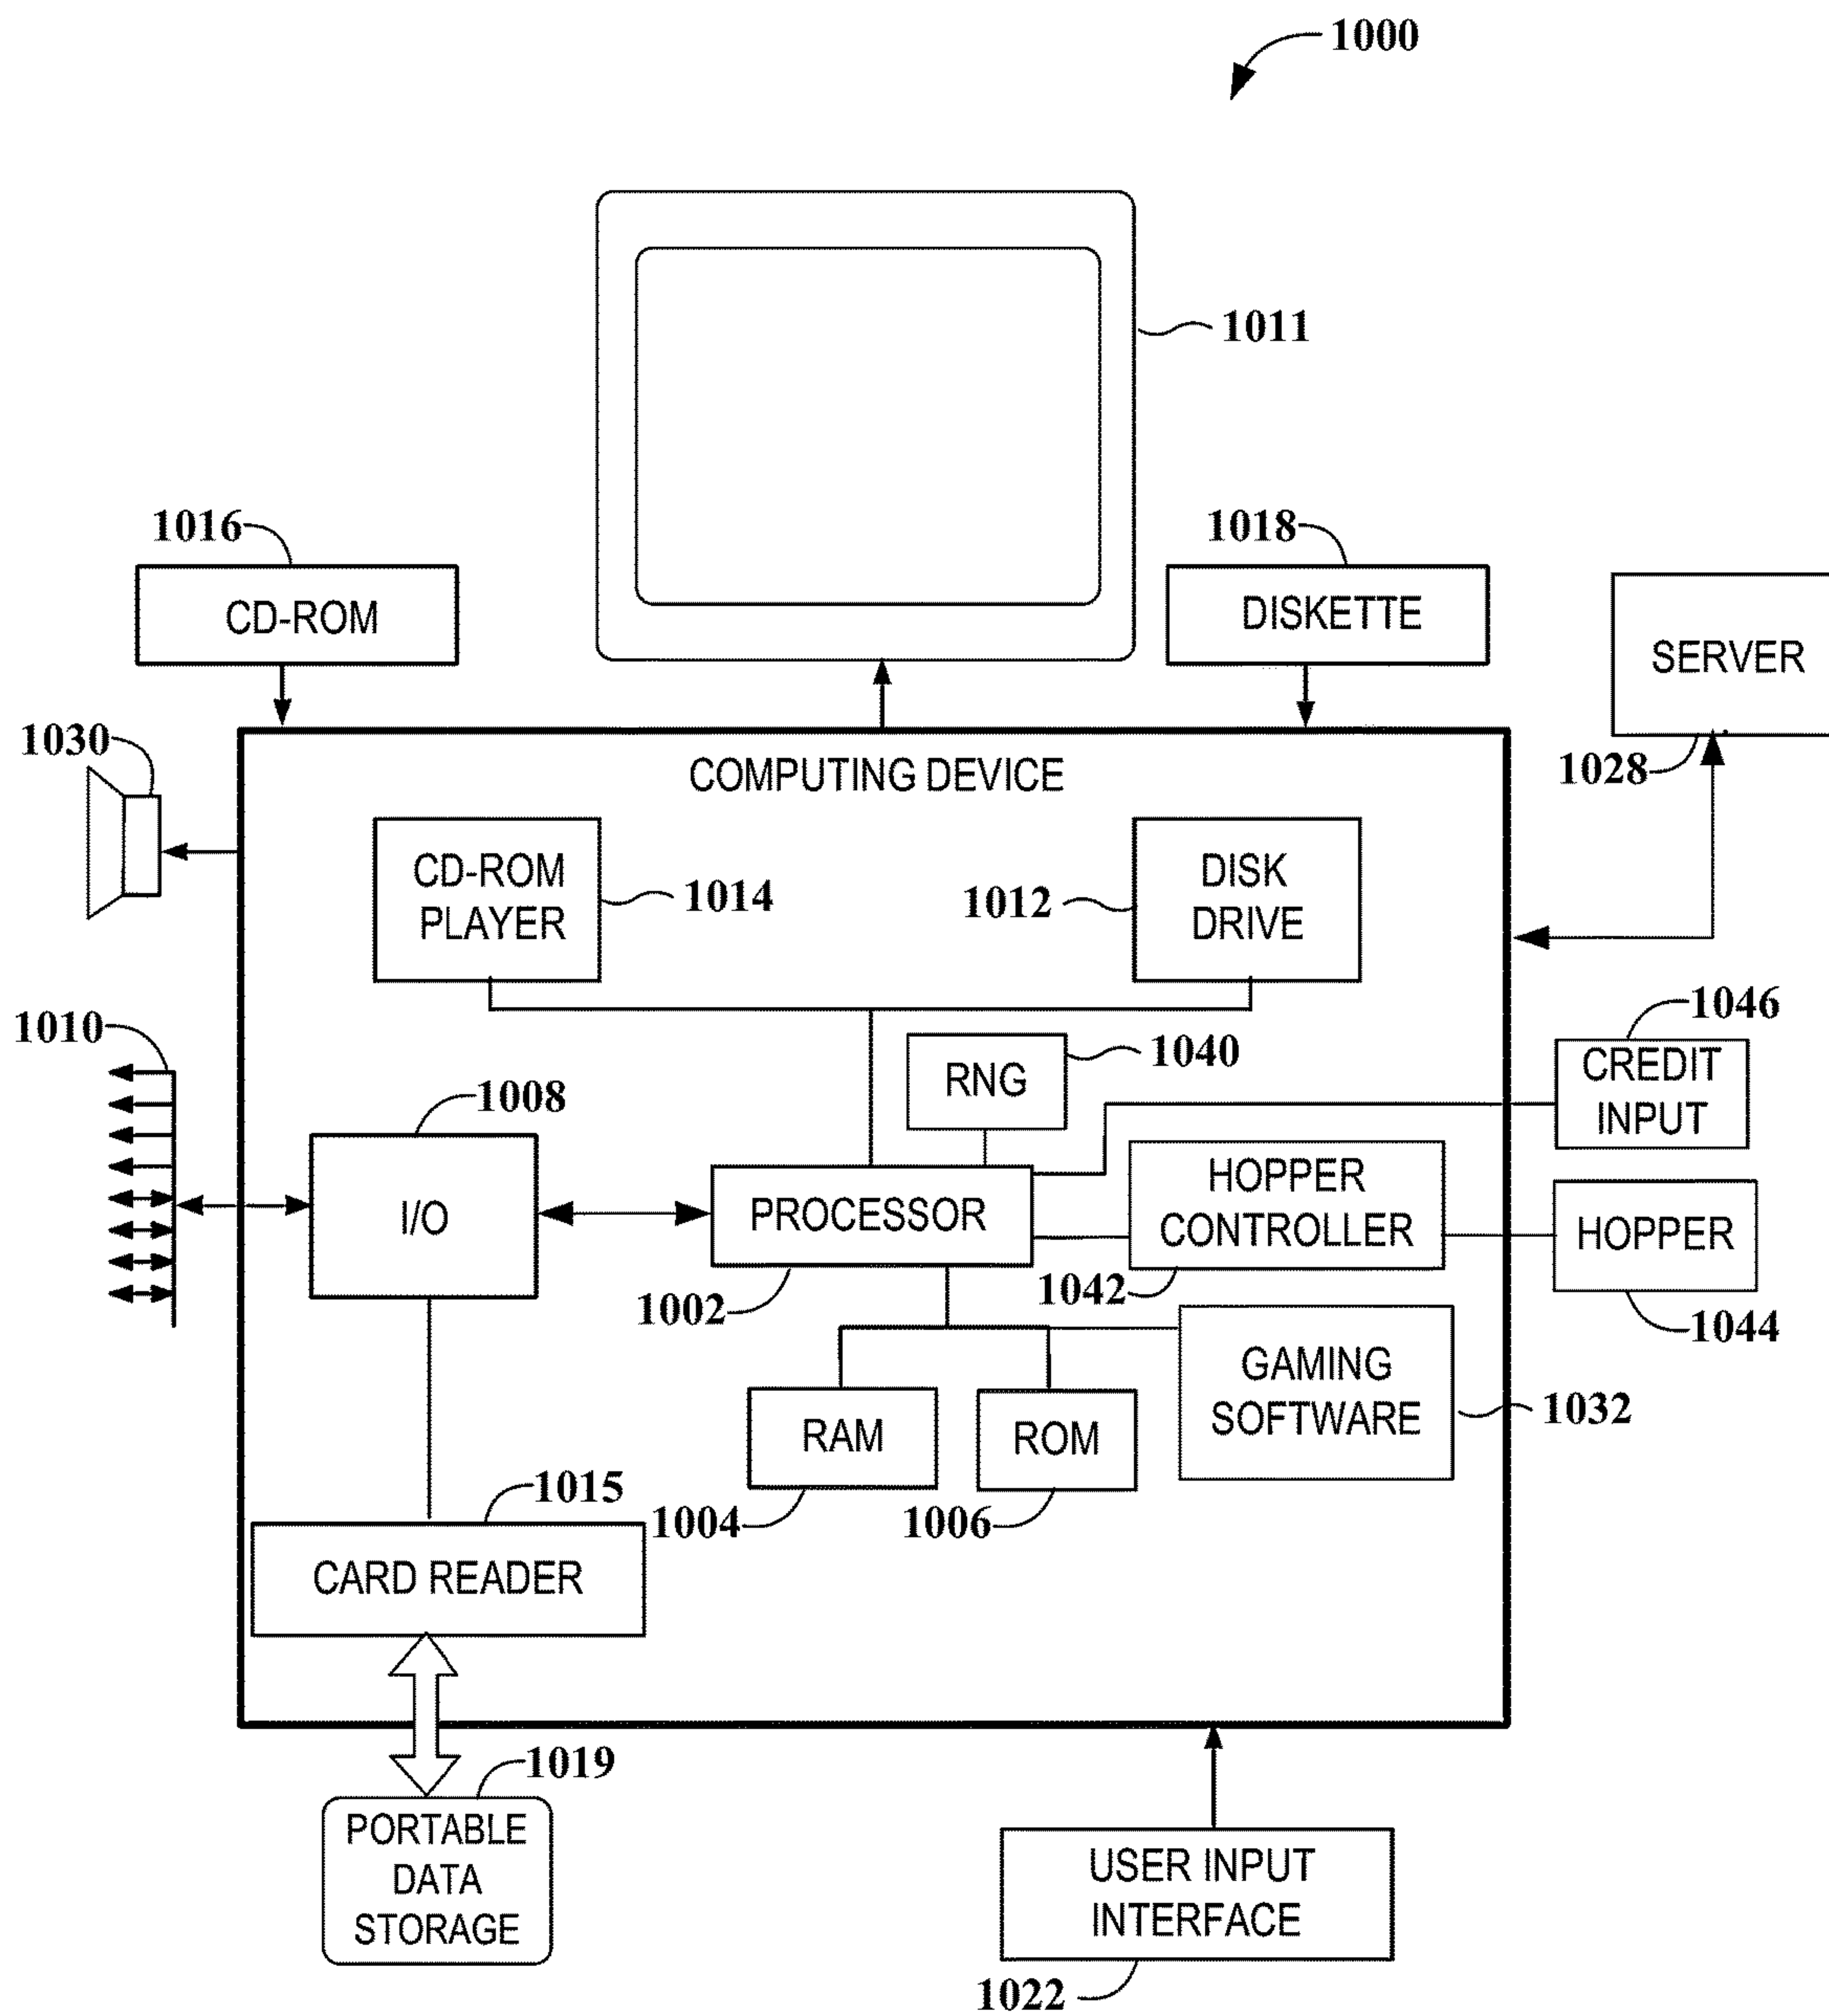 1000
1011
1016
CD-ROM
1018
DISKETTE
SERVER
1028
1030
COMPUTING DEVICE
CD-ROM
PLAYER
1014
1012
DISK
DRIVE
1010
1008
I/O
RNG
1040
1046
CREDIT
INPUT
PROCESSOR
1002
HOPPER
CONTROLLER
1042
HOPPER
1044
GAMING
SOFTWARE
1032
RAM
1004
ROM
1006
1015
CARD READER
1019
PORTABLE
DATA
STORAGE
USER INPUT
INTERFACE
1022